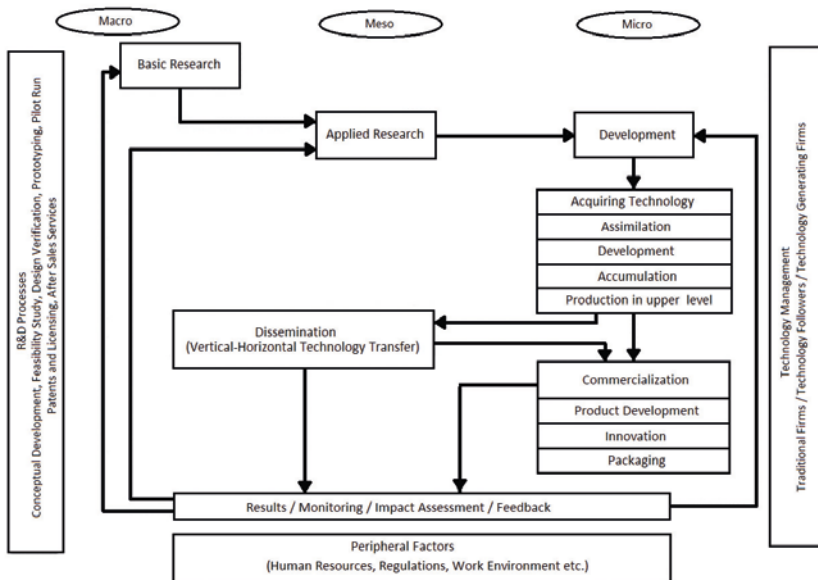 Macro
Meso
Micro
Basic Research
Applied Research
Development
Acquiring Technology
Assimilation
Development
Accumulation
Production in upper level
Dissemination
(Vertical-Horizontal Technology Transfer)
Commercialization
Product Development
Innovation
Packaging
Results / Monitoring / Impact Assessment / Feedback
Peripheral Factors
(Human Resources, Regulations, Work Environment etc.)
R&D Processes
Conceptual Development, Feasibility Study, Design Verification, Prototyping, Pilot Run
Patents and Licensing, After Sales Services
Technology Management
Traditional Firms / Technology Followers / Technology Generating Firms